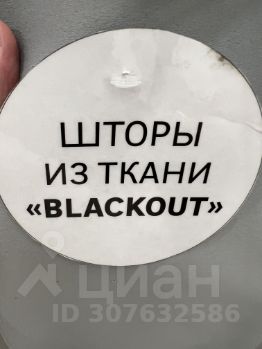 ШТОРЫ
ИЗ ТКАНИ
«BLACKOUT»
циан
ID 307632586